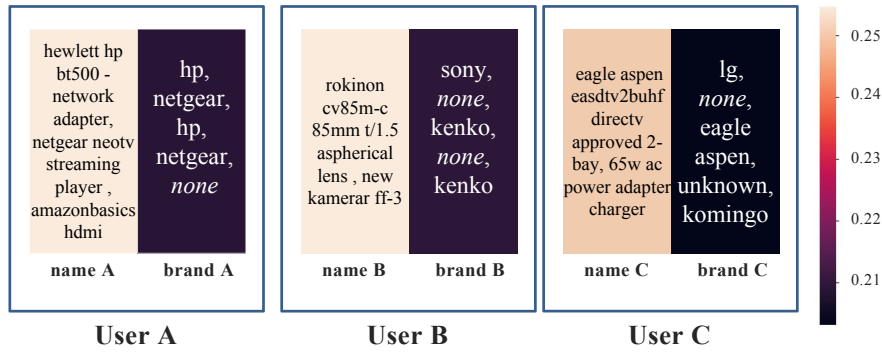 hewlett hp
bt500 -
network
adapter,
netgear neotv
streaming
player ,
amazonbasics
hdmi
hp,
netgear,
hp,
netgear,
none
name A
brand A
User A
rokinon
cv85m-c
85mm t/1.5
aspherical
lens , new
kamerar ff-3
sony,
none,
kenko,
none,
kenko
name B
brand B
User B
eagle aspen
easdtv2buhf
directv
approved 2-
bay, 65w ac
power adapter
charger
lg,
none,
eagle
aspen,
unknown,
komingo
name C
brand C
User C
0.25
0.24
0.23
0.22
0.21